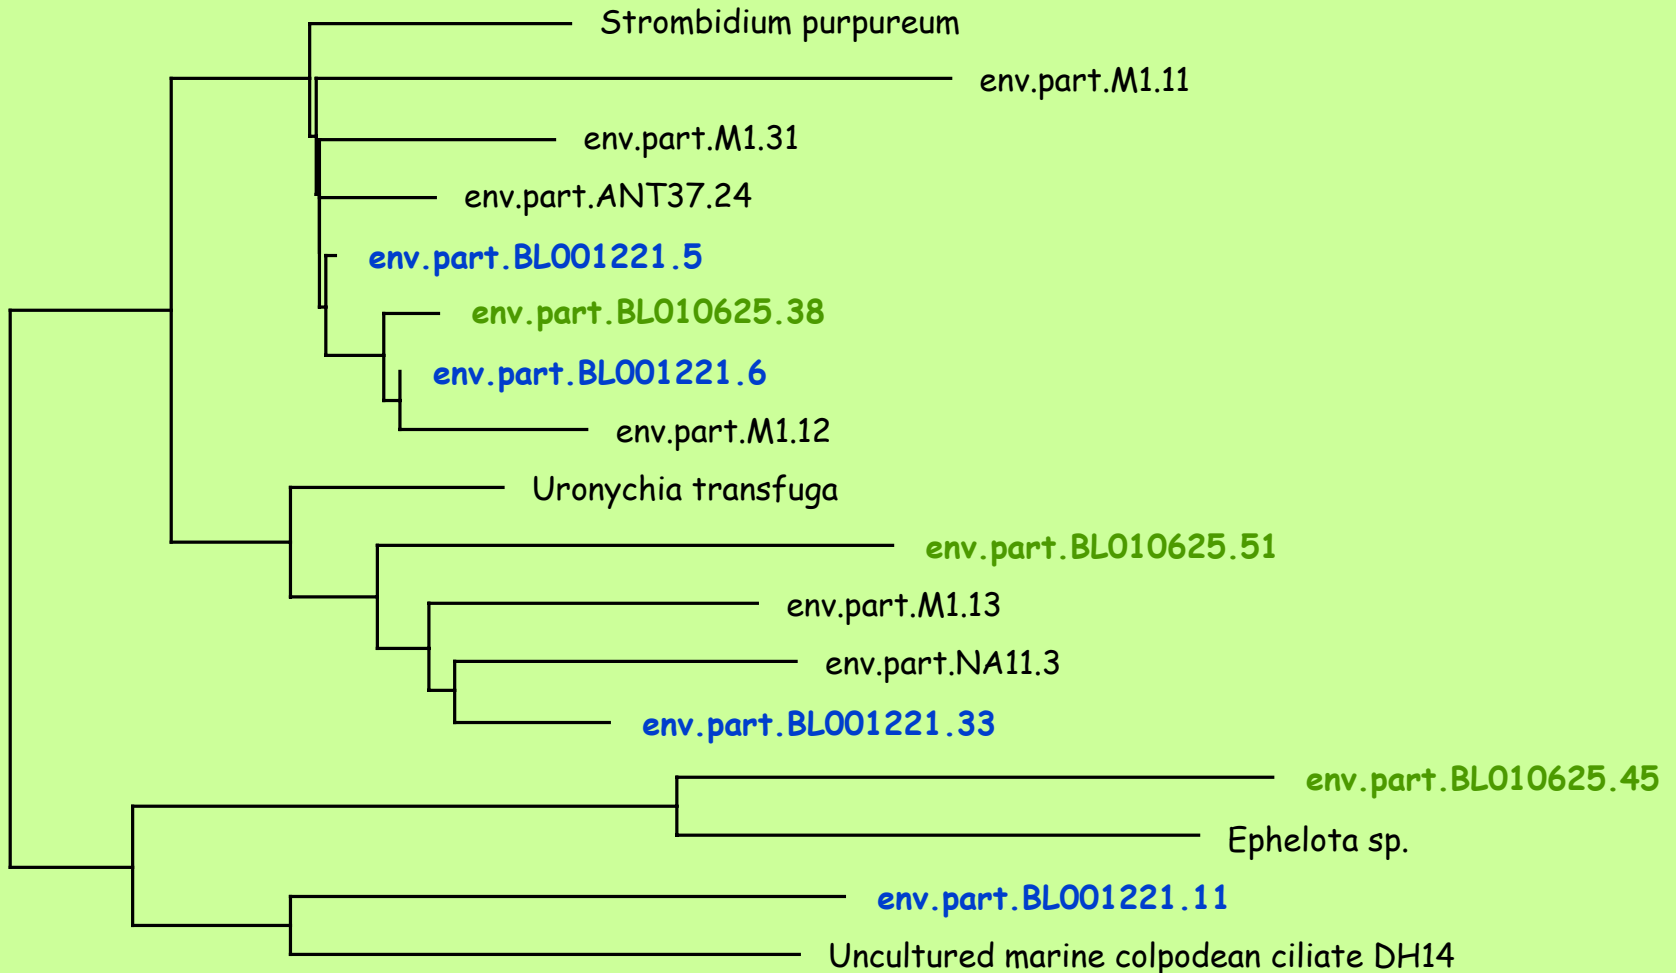 Strombidium purpureum
env.part.M1.11
env.part.M1.31
env.part.ANT37.24
env.part.BL001221.5
env.part.BL010625.38
env.part.BL001221.6
env.part.M1.12
Uronychia transfuga
env.part.BL010625.51
env.part.M1.13
env.part.NA11.3
env.part.BL001221.33
env.part.BL010625.45
Ephelota sp.
env.part.BL001221.11
Uncultured marine colpodean ciliate DH14